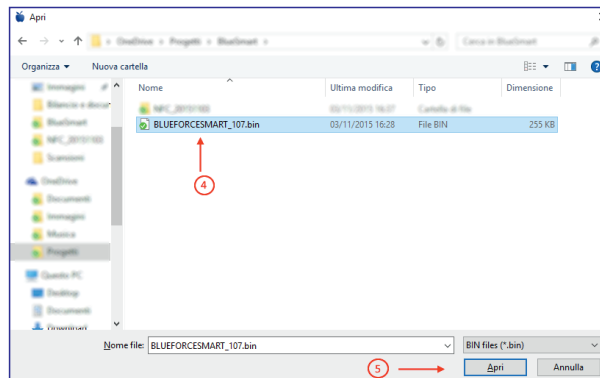 Apri
OneDrive › Progetti › BlueSmart ›
Cerca in BlueSmart
Organizza
Nuova cartella
Nome
Ultima modifica
Tipo
Dimensione
Immagini
Bilancio e docu
BlueSmart
NFC_20151103
Scansioni
OneDrive
Documenti
Immagini
Musica
Progetti
Questo PC
Desktop
Documenti
Download
NFC_20151103
03/11/2015 16:27
Cartella di file
BLUEFORCESMART_107.bin
03/11/2015 16:28
File BIN
255 KB
4
Nome file:
BLUEFORCESMART_107.bin
BIN files (*.bin)
5
Apri
Annulla